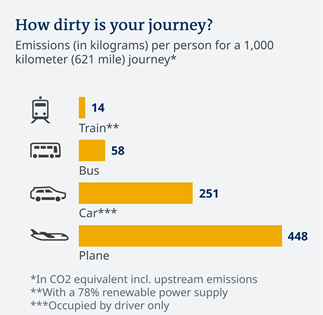 How dirty is your journey?
Emissions (in kilograms) per person for a 1,000
kilometer (621 mile) journey*
14
Train**
58
Bus
251
Car***
448
Plane
*In CO2 equivalent incl. upstream emissions
**With a 78% renewable power supply
***Occupied by driver only